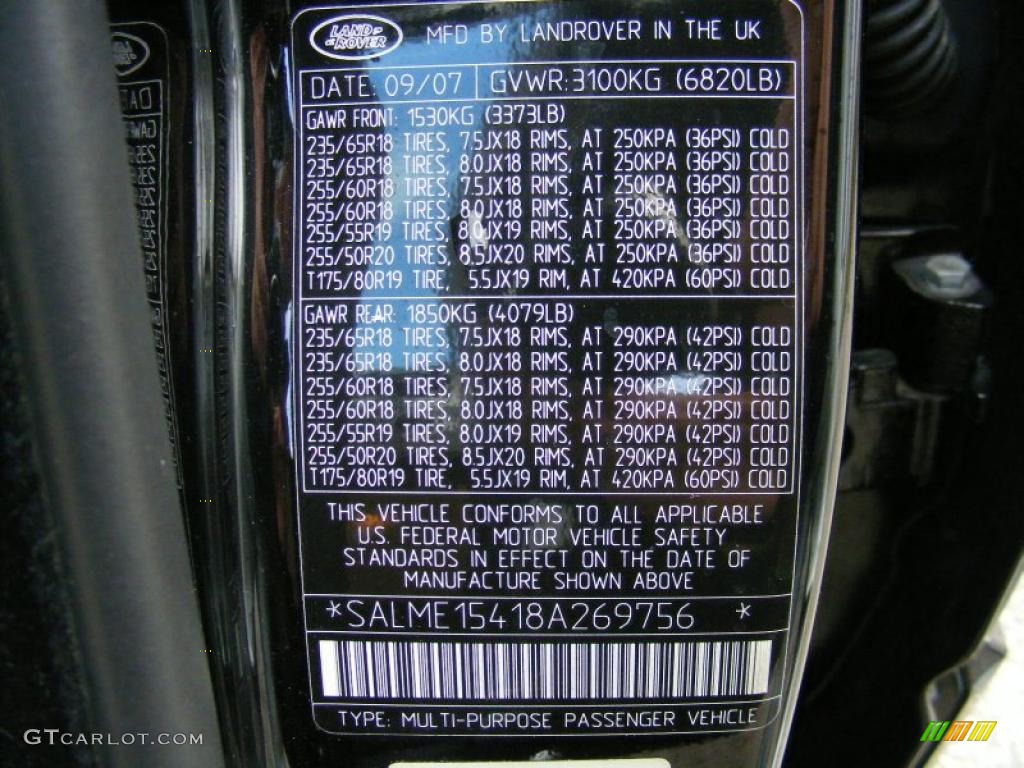 LAND
ROVER
MFD BY LANDROVER IN THE UK
DATE: 09/07 GVWR:3100KG (6820LB)
GAWR FRONT: 1530KG (3373LB)
235/65R18 TIRES, 7.5JX18 RIMS, AT 250KPA (36PSI) COLD
235/65R18 TIRES, 8.0JX18 RIMS, AT 250KPA (36PSI) COLD
255/60R18 TIRES, 7.5JX18 RIMS, AT 250KPA (36PSI) COLD
255/60R18 TIRES, 8.0JX18 RIMS, AT 250KPA (36PSI) COLD
255/55R19 TIRES, 8.0JX19 RIMS, AT 250KPA (36PSI) COLD
255/50R20 TIRES, 8.5JX20 RIMS, AT 250KPA (36PSI) COLD
T175/80R19 TIRE, 5.5JX19 RIM, AT 420KPA (60PSI) COLD
GAWR REAR: 1850KG (4079LB)
235/65R18 TIRES, 7.5JX18 RIMS, AT 290KPA (42PSI) COLD
235/65R18 TIRES, 8.0JX18 RIMS, AT 290KPA (42PSI) COLD
255/60R18 TIRES, 7.5JX18 RIMS, AT 290KPA (42PSI) COLD
255/60R18 TIRES, 8.0JX18 RIMS, AT 290KPA (42PSI) COLD
255/55R19 TIRES, 8.0JX19 RIMS, AT 290KPA (42PSI) COLD
255/50R20 TIRES, 8.5JX20 RIMS, AT 290KPA (42PSI) COLD
T175/80R19 TIRE, 5.5JX19 RIM, AT 420KPA (60PSI) COLD
THIS VEHICLE CONFORMS TO ALL APPLICABLE
U.S. FEDERAL MOTOR VEHICLE SAFETY
STANDARDS IN EFFECT ON THE DATE OF
MANUFACTURE SHOWN ABOVE
*SALME15418A269756 *
TYPE: MULTI-PURPOSE PASSENGER VEHICLE
GTCARLOT.COM